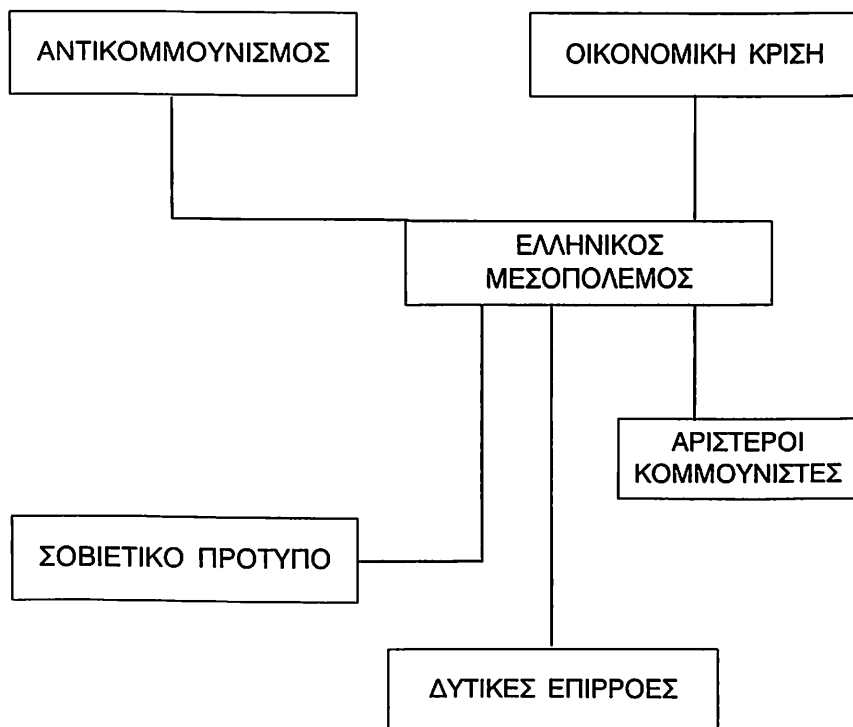 ΑΝΤΙΚΟΜΜΟΥΝΙΣΜΟΣ
ΟΙΚΟΝΟΜΙΚΗ ΚΡΙΣΗ
ΕΛΛΗΝΙΚΟΣ
ΜΕΣΟΠΟΛΕΜΟΣ
ΑΡΙΣΤΕΡΟΙ
ΚΟΜΜΟΥΝΙΣΤΕΣ
ΣΟΒΙΕΤΙΚΟ ΠΡΟΤΥΠΟ
ΔΥΤΙΚΕΣ ΕΠΙΡΡΟΕΣ